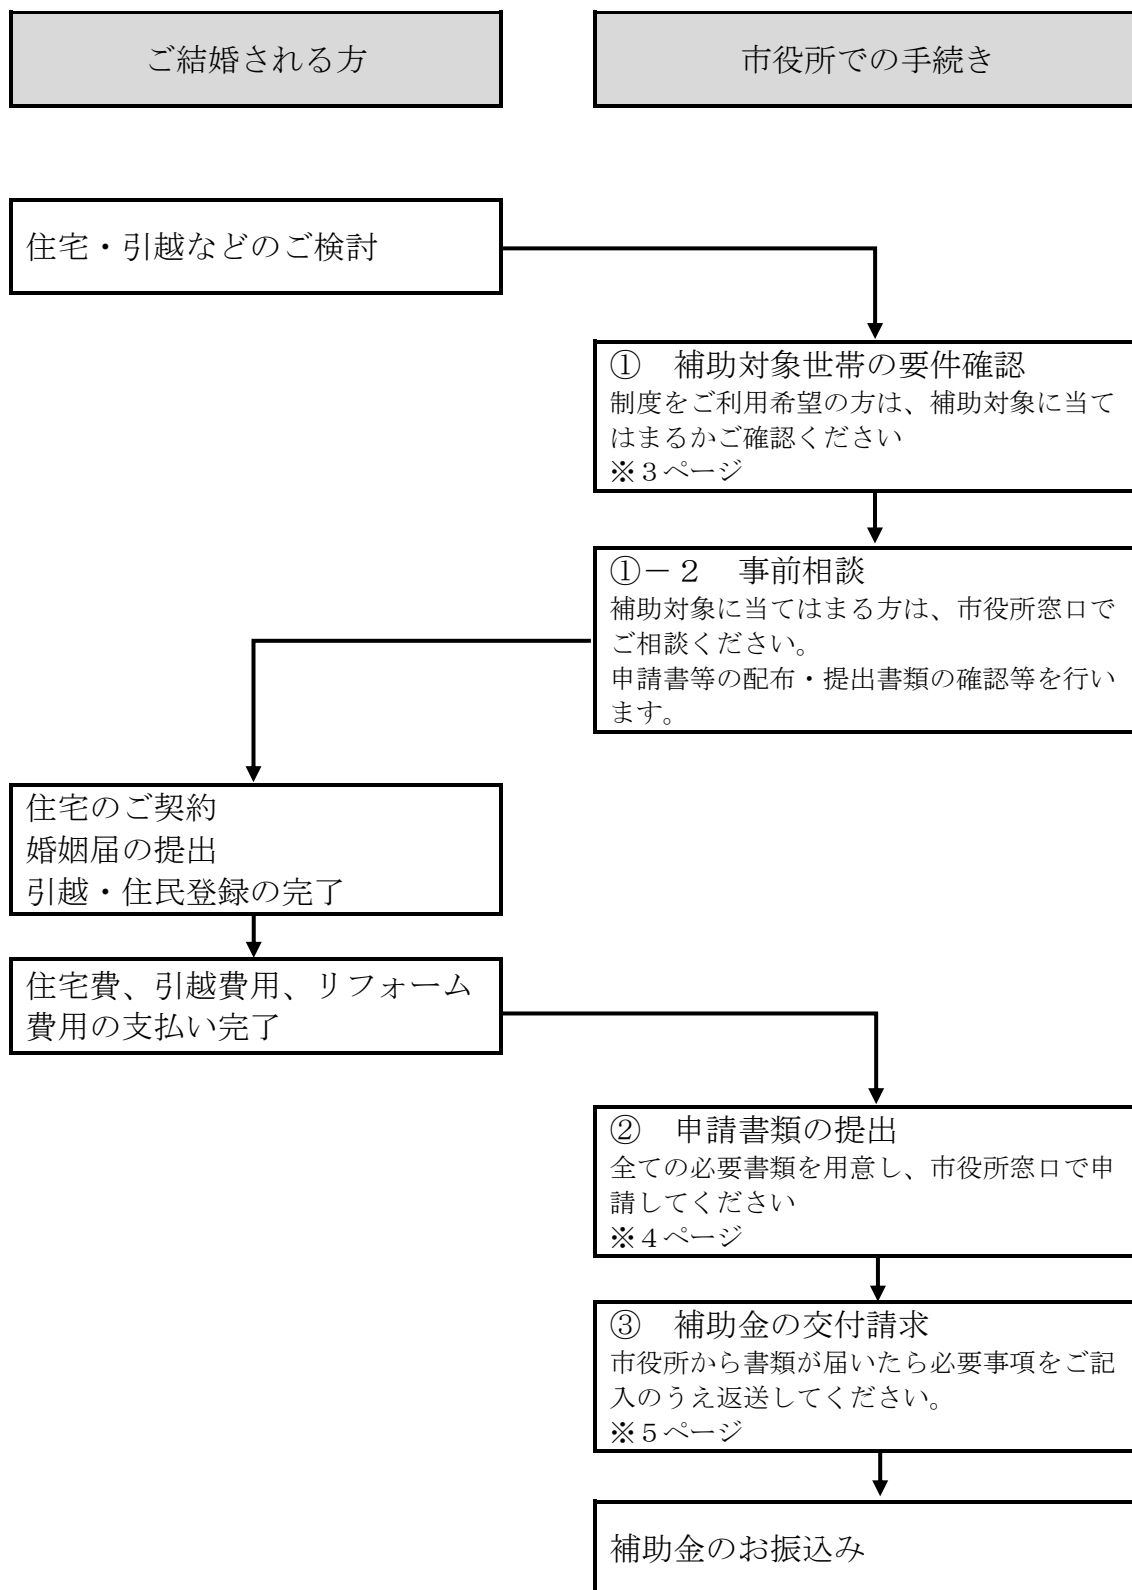 ご結婚される方
市役所での手続き
住宅・引越などのご検討
① 補助対象世帯の要件確認
制度をご利用希望の方は、補助対象に当て
はまるかご確認ください
※3ページ
①－2 事前相談
補助対象に当てはまる方は、市役所窓口で
ご相談ください。
申請書等の配布・提出書類の確認等を行い
ます。
住宅のご契約
婚姻届の提出
引越・住民登録の完了
住宅費、引越費用、リフォーム
費用の支払い完了
② 申請書類の提出
全ての必要書類を用意し、市役所窓口で申
請してください
※4ページ
③ 補助金の交付請求
市役所から書類が届いたら必要事項をご記
入のうえ返送してください。
※5ページ
補助金のお振込み